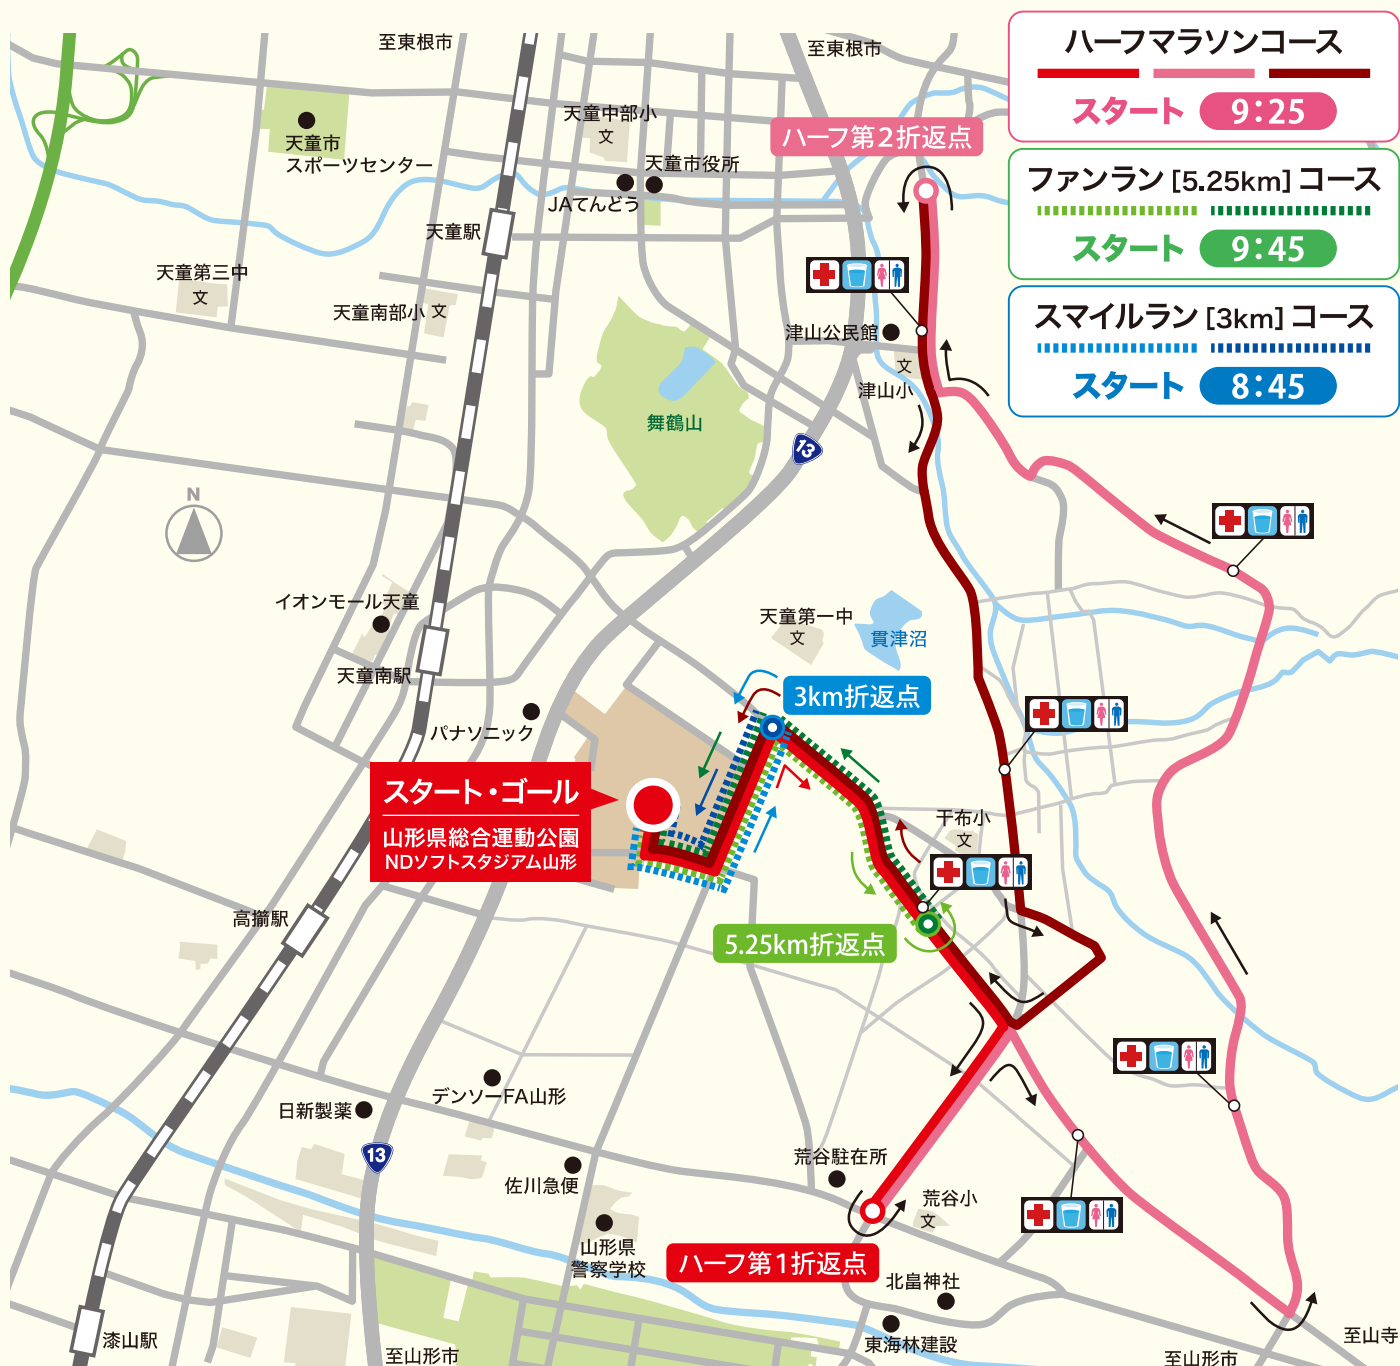 至東根市
至東根市
ハーフマラソンコース
スタート 9:25
ファンラン [5.25km] コース
スタート 9:45
スマイルラン [3km] コース
スタート 8:45
天童市
スポーツセンター
天童中部小
文
天童市役所
JAてんどう
ハーフ第2折返点
天童駅
天童第三中
文
天童南部小 文
津山公民館
文
津山小
舞鶴山
13
N
イオンモール天童
天童南駅
パナソニック
天童第一中
文
貫津沼
3km折返点
スタート・ゴール
山形県総合運動公園
NDソフトスタジアム山形
干布小
文
高擶駅
5.25km折返点
デンソーFA山形
日新製薬
13
佐川急便
荒谷駐在所
荒谷小
文
山形県
警察学校
ハーフ第1折返点
北畠神社
東海林建設
漆山駅
至山形市
至山形市
至山寺